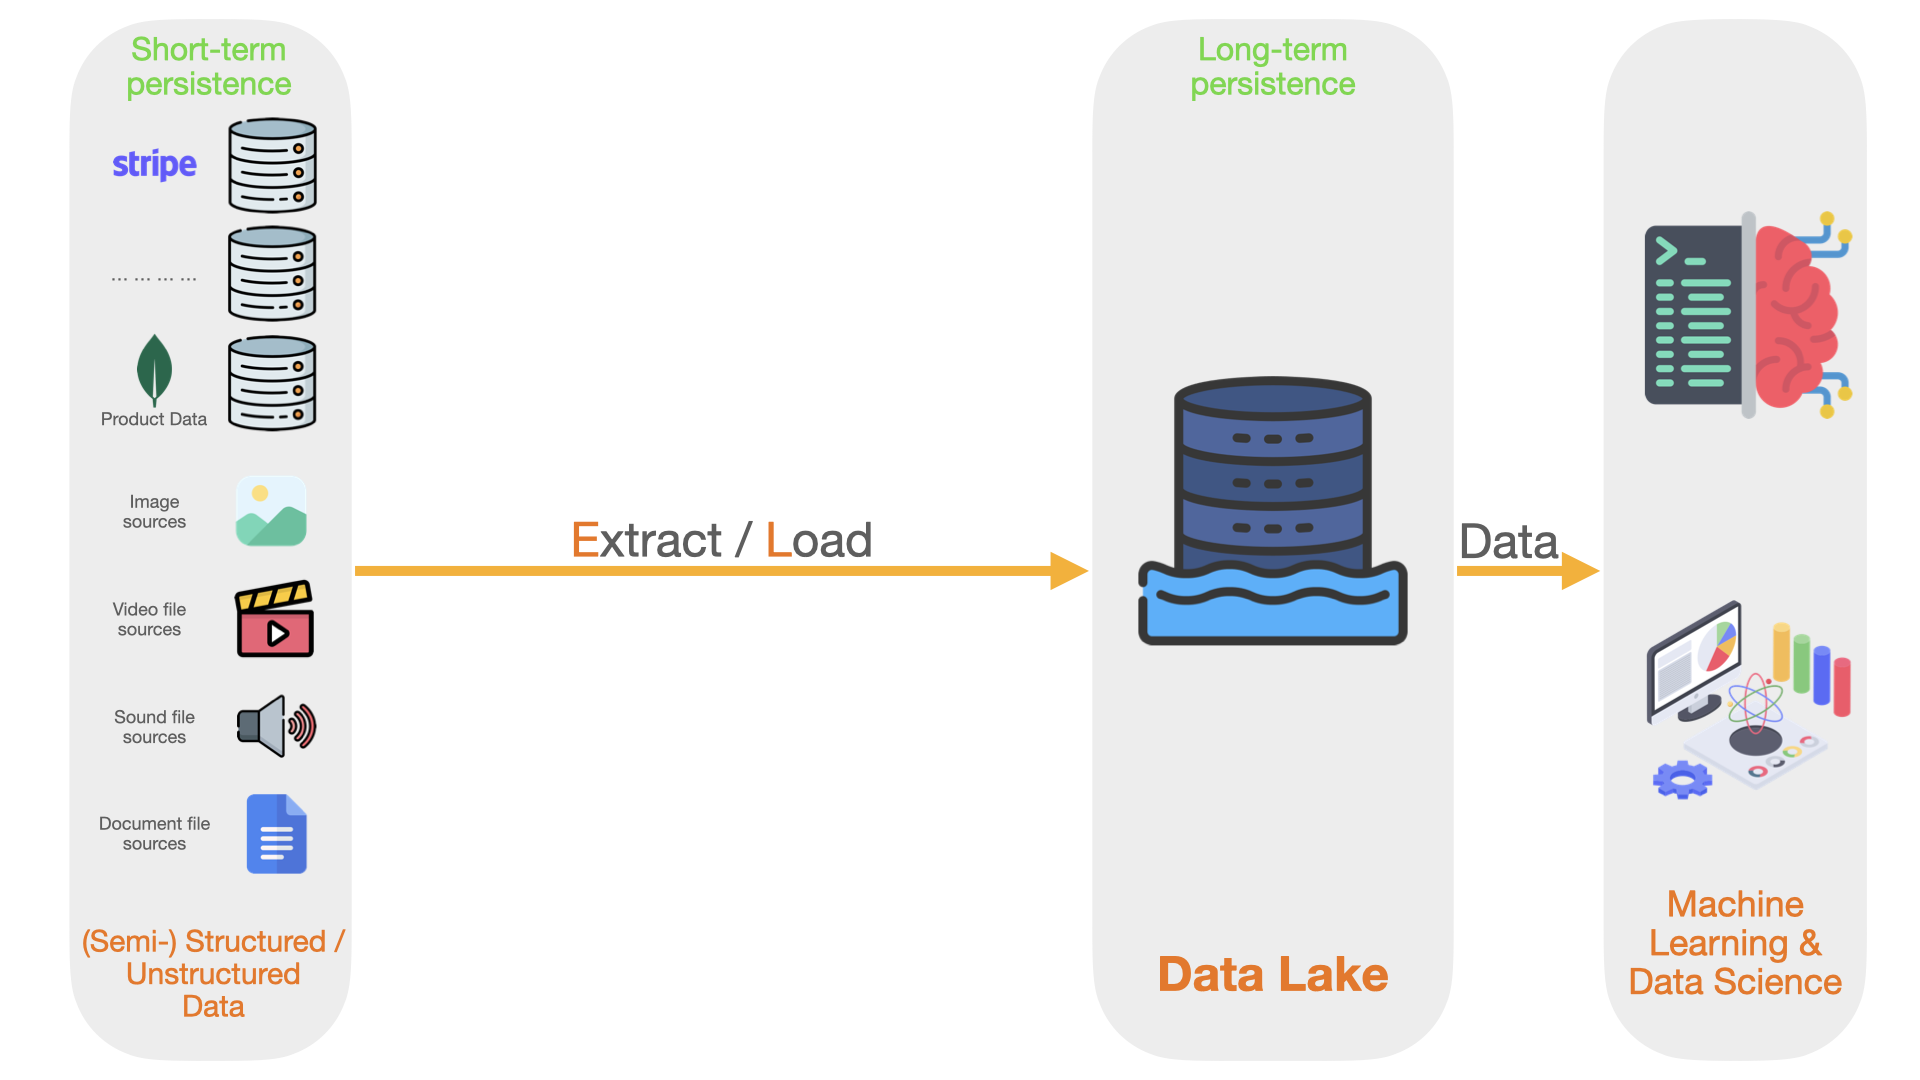 Short-term
persistence
stripe
... ... ... ...
Product Data
Image
sources
Video file
sources
Sound file
sources
Document file
sources
(Semi-) Structured /
Unstructured
Data
Extract / Load
Long-term
persistence
Data Lake
Data
Machine
Learning &
Data Science